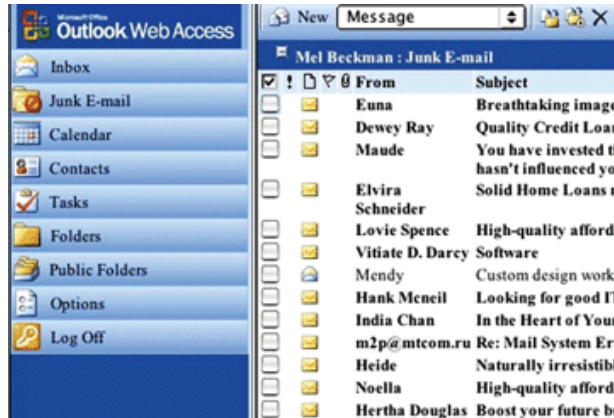 Microsoft Office
Outlook Web Access
Inbox
Junk E-mail
Calendar
Contacts
Tasks
Folders
Public Folders
Options
Log Off
New Message
Mel Beckman : Junk E-mail
! From Subject
Euna Breathtaking image
Dewey Ray Quality Credit Loan
Maude You have invested t
hasn't influenced yo
Elvira Solid Home Loans
Schneider
Lovie Spence High-quality afford
Vitiate D. Darcy Software
Mendy Custom design work
Hank Mcneil Looking for good I
India Chan In the Heart of Your
m2p@mtcom.ru Re: Mail System Er
Heide Naturally irresistib
Noella High-quality afford
Hertha Douglas Boost your future b